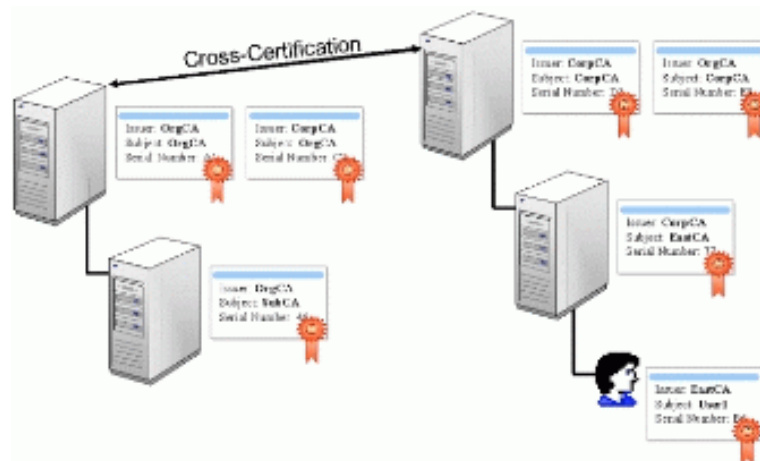 Cross-Certification
Issuer: CorpCA
Subject: CorpCA
Serial Number:
Issuer: OrgCA
Subject: CorpCA
Serial Number:
Issuer: OrgCA
Subject: OrgCA
Serial Number:
Issuer: CorpCA
Subject: OrgCA
Serial Number:
Issuer: CorpCA
Subject: EastCA
Serial Number:
Issuer: OrgCA
Subject: SubCA
Serial Number:
Issuer: EastCA
Subject: User1
Serial Number: